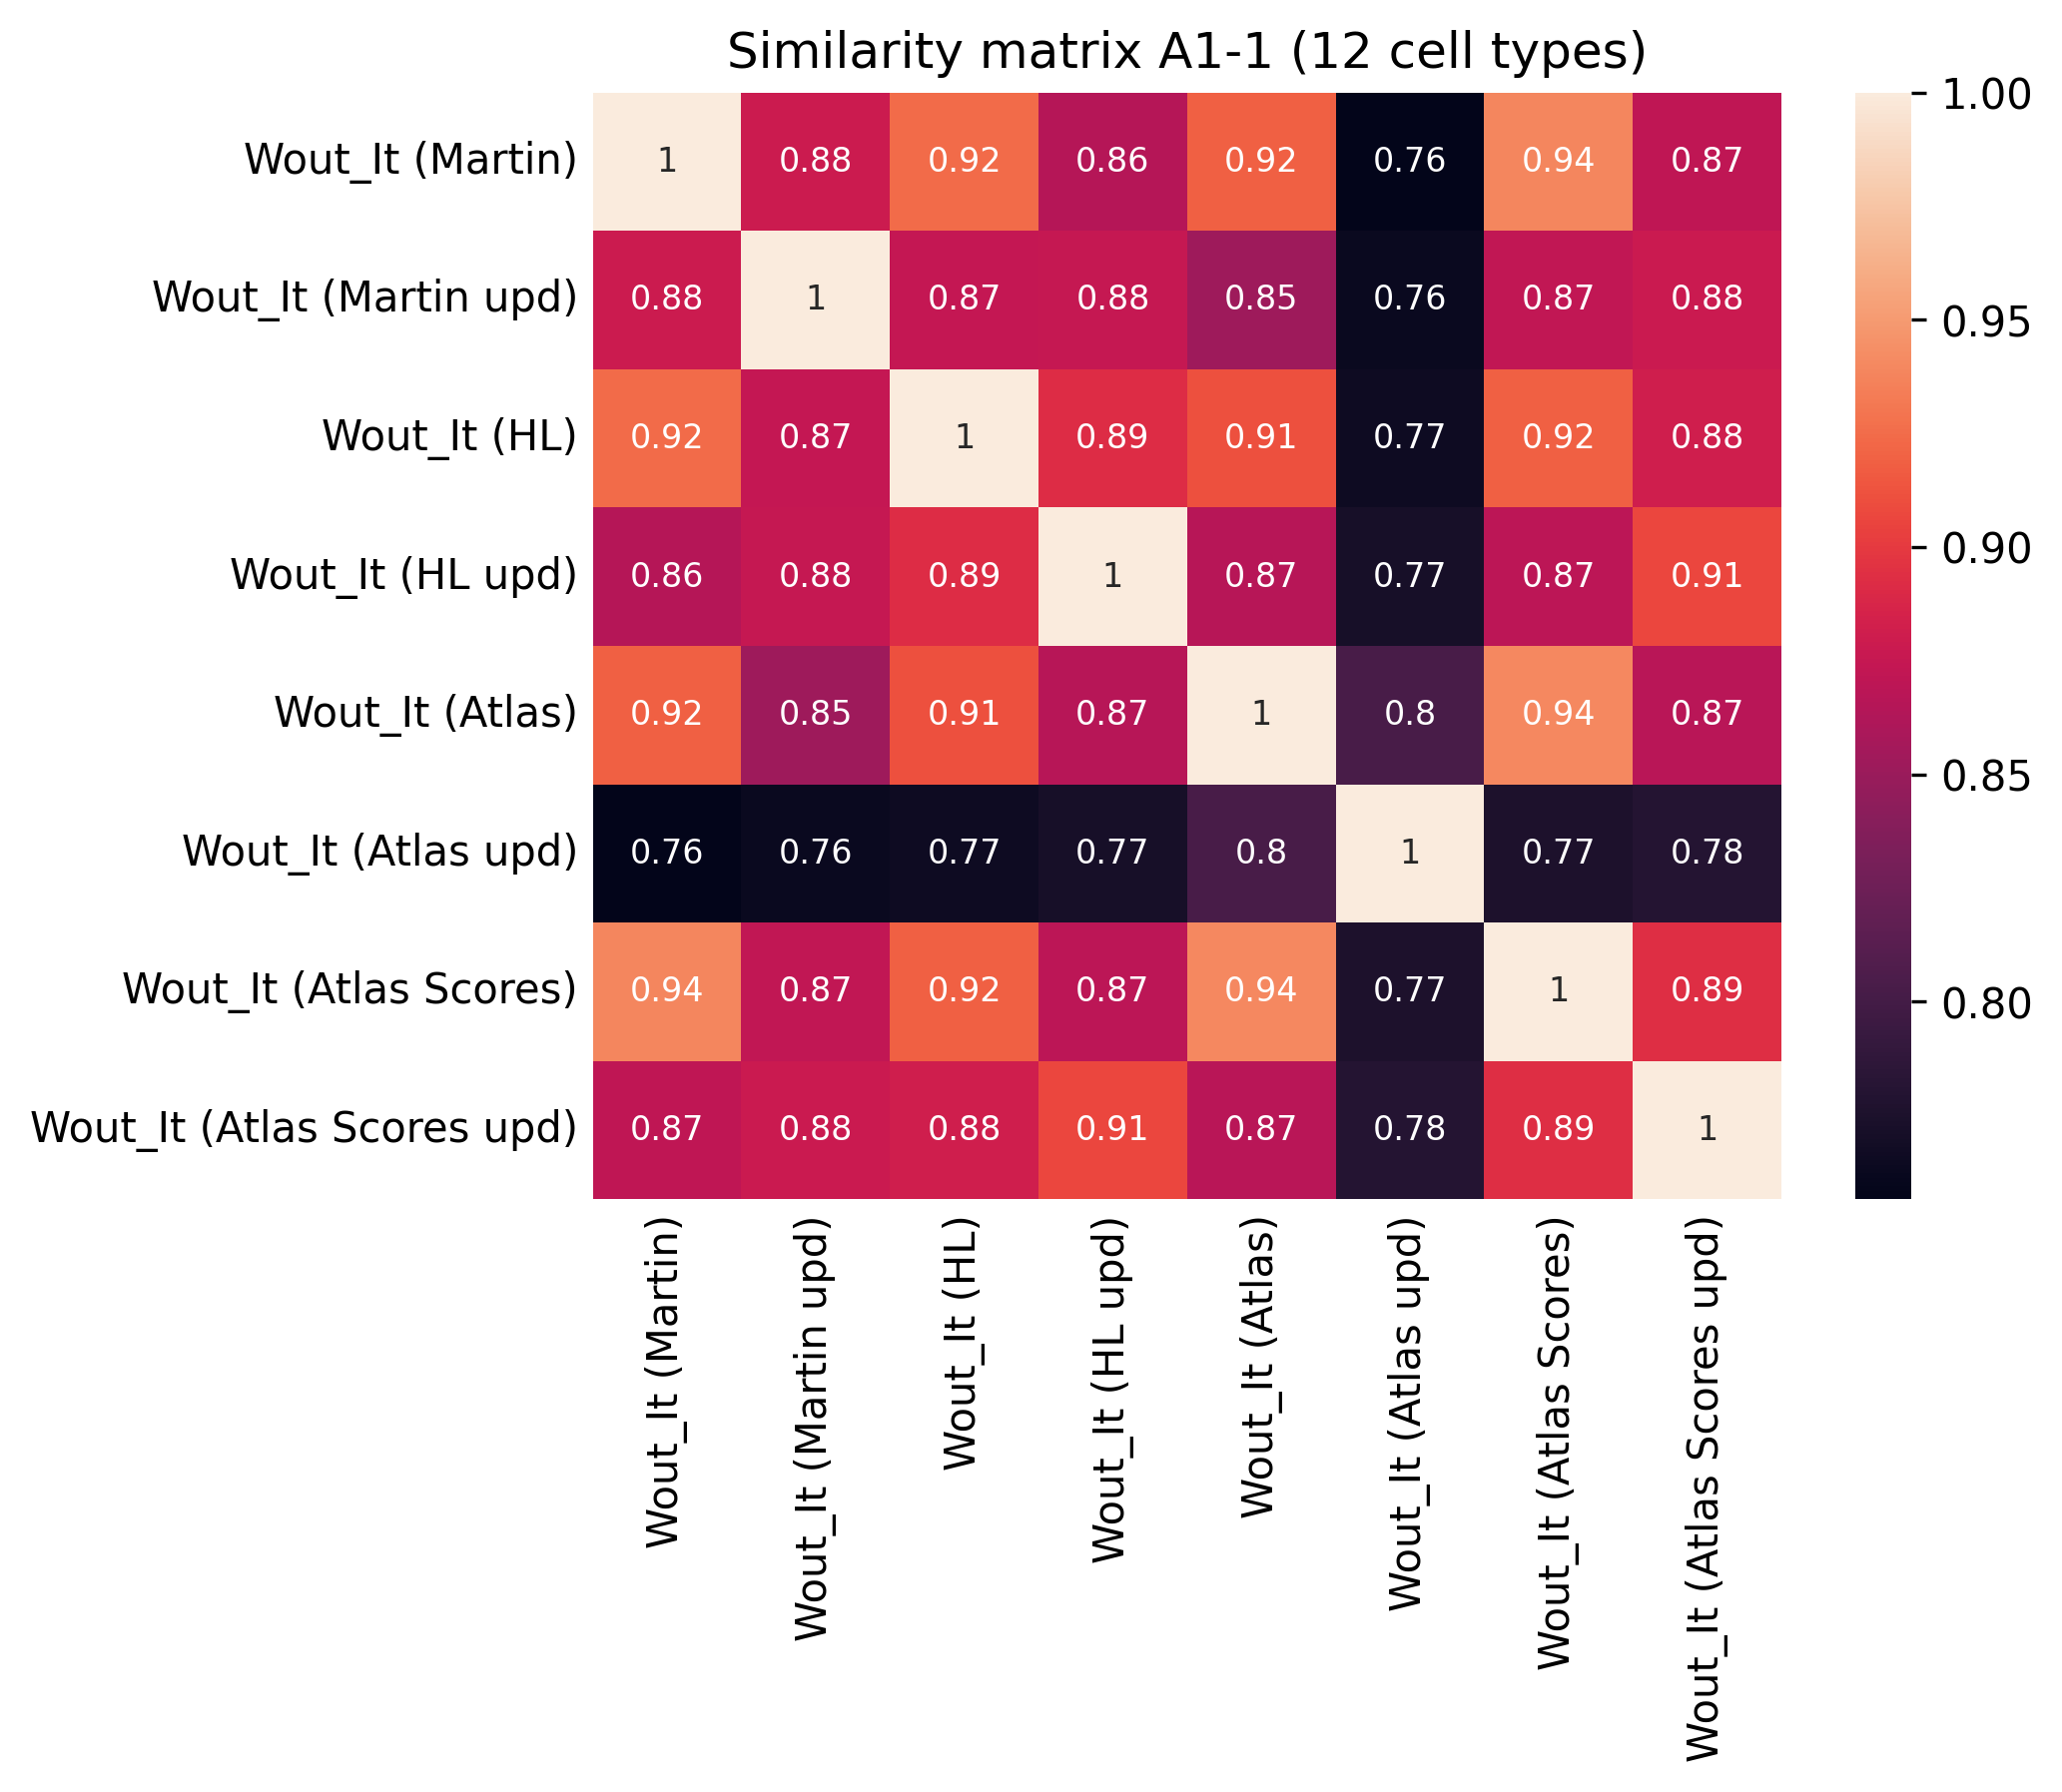 Similarity matrix A1-1 (12 cell types)
Wout_It (Martin) 1 0.88 0.92 0.86 0.92 0.76 0.94 0.87
Wout_It (Martin upd) 0.88 1 0.87 0.88 0.85 0.76 0.87 0.88
Wout_It (HL) 0.92 0.87 1 0.89 0.91 0.77 0.92 0.88
Wout_It (HL upd) 0.86 0.88 0.89 1 0.87 0.77 0.87 0.91
Wout_It (Atlas) 0.92 0.85 0.91 0.87 1 0.8 0.94 0.87
Wout_It (Atlas upd) 0.76 0.76 0.77 0.77 0.8 1 0.77 0.78
Wout_It (Atlas Scores) 0.94 0.87 0.92 0.87 0.94 0.77 1 0.89
Wout_It (Atlas Scores upd) 0.87 0.88 0.88 0.91 0.87 0.78 0.89 1
Wout_It (Martin)
Wout_It (Martin upd)
Wout_It (HL)
Wout_It (HL upd)
Wout_It (Atlas)
Wout_It (Atlas upd)
Wout_It (Atlas Scores)
Wout_It (Atlas Scores upd)
1.00
0.95
0.90
0.85
0.80